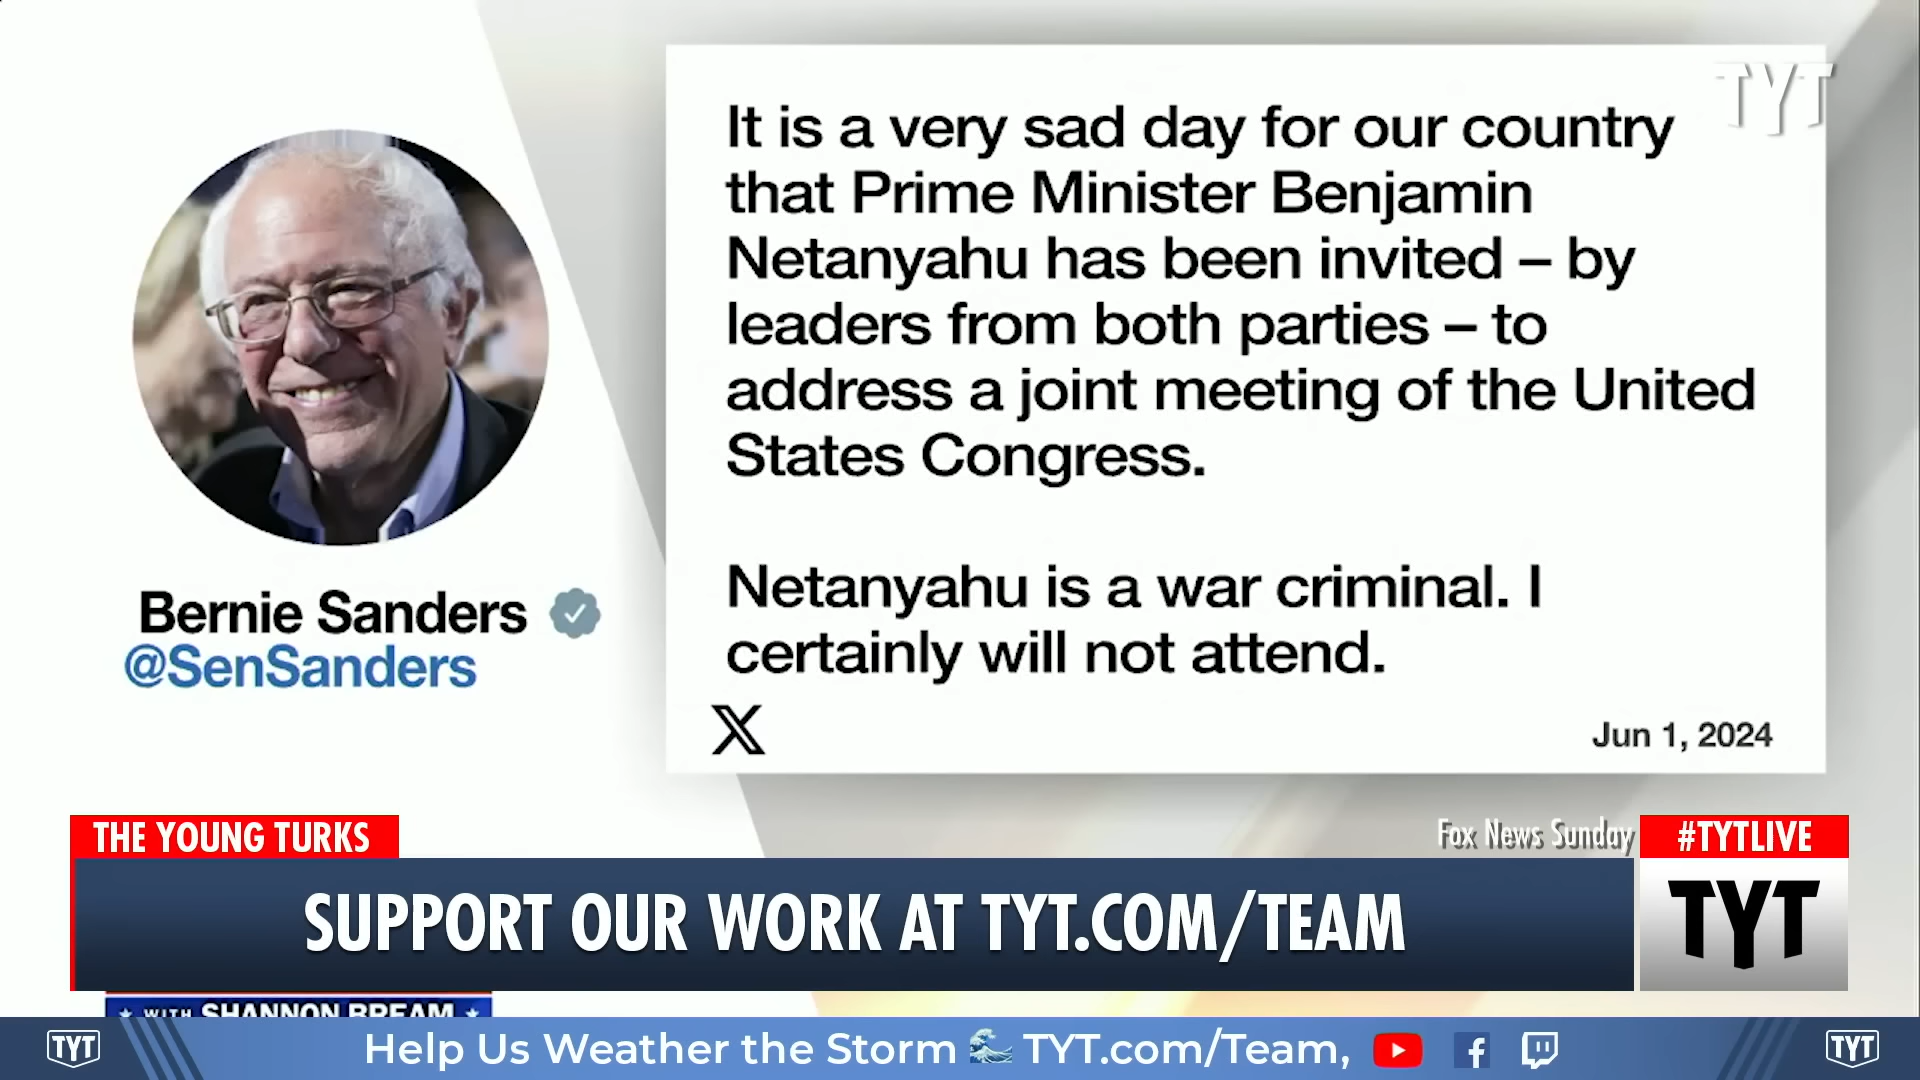 TYT
It is a very sad day for our country
that Prime Minister Benjamin
Netanyahu has been invited – by
leaders from both parties – to
address a joint meeting of the United
States Congress.
Netanyahu is a war criminal. I
certainly will not attend.
Jun 1, 2024
Bernie Sanders
@SenSanders
THE YOUNG TURKS
Fox News Sunday
#TYTLIVE
SUPPORT OUR WORK AT TYT.COM/TEAM
TYT
WITH SHANNON BREAM
TYT
Help Us Weather the Storm 🌊 TYT.com/Team,
TYT